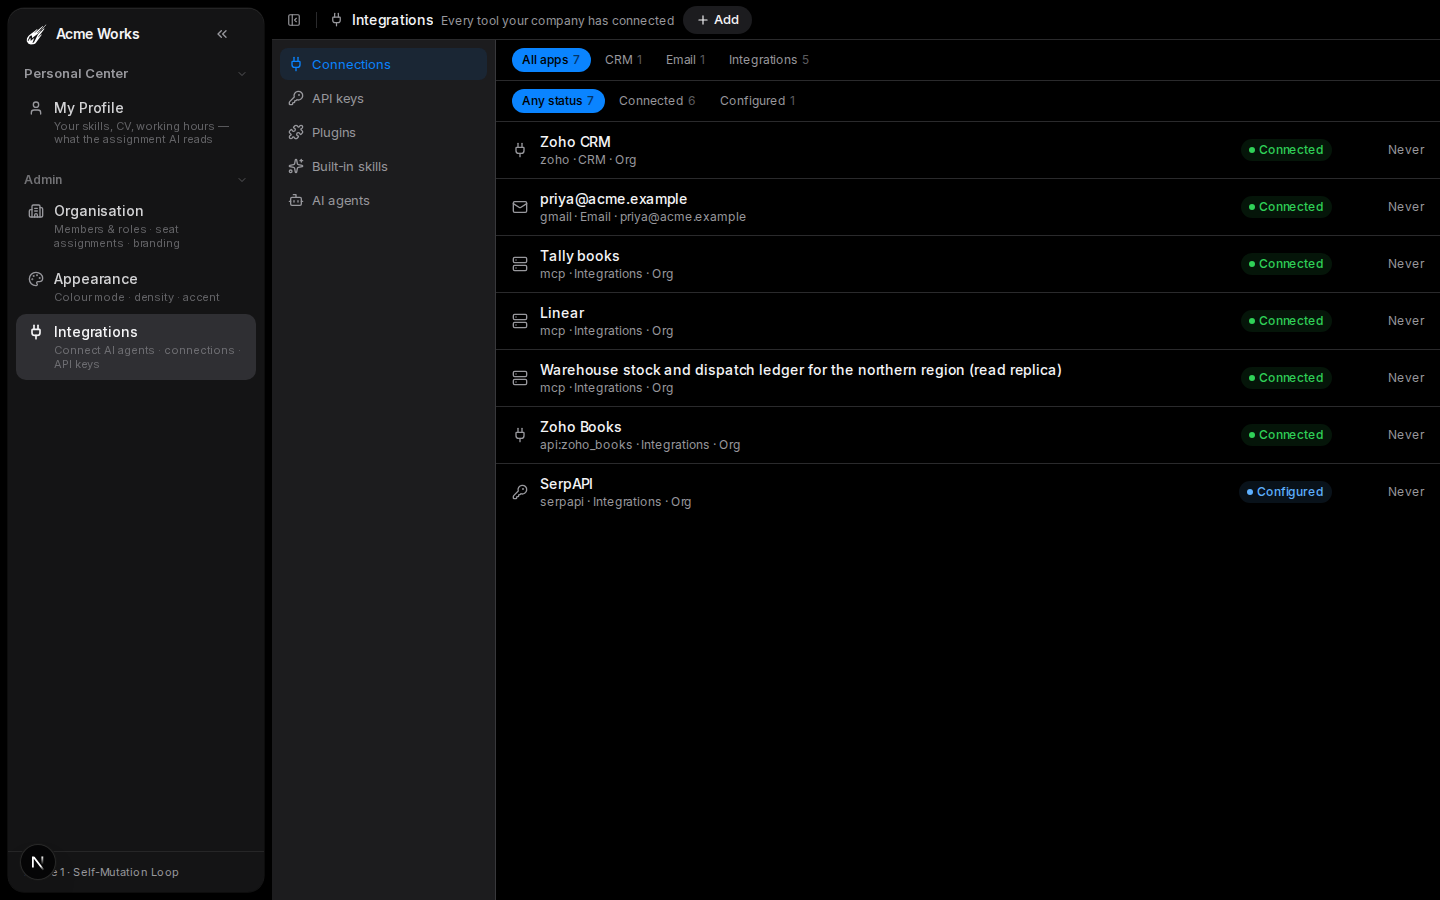 Acme Works
Personal Center
My Profile
Your skills, CV, working hours —
what the assignment AI reads
Admin
Organisation
Members & roles · seat
assignments · branding
Appearance
Colour mode · density · accent
Integrations
Connect AI agents · connections ·
API keys
e 1 · Self-Mutation Loop
Integrations Every tool your company has connected + Add
Connections
API keys
Plugins
Built-in skills
AI agents
All apps 7 CRM 1 Email 1 Integrations 5
Any status 7 Connected 6 Configured 1
Zoho CRM
zoho · CRM · Org
Connected Never
priya@acme.example
gmail · Email · priya@acme.example
Connected Never
Tally books
mcp · Integrations · Org
Connected Never
Linear
mcp · Integrations · Org
Connected Never
Warehouse stock and dispatch ledger for the northern region (read replica)
mcp · Integrations · Org
Connected Never
Zoho Books
api:zoho_books · Integrations · Org
Connected Never
SerpAPI
serpapi · Integrations · Org
Configured Never